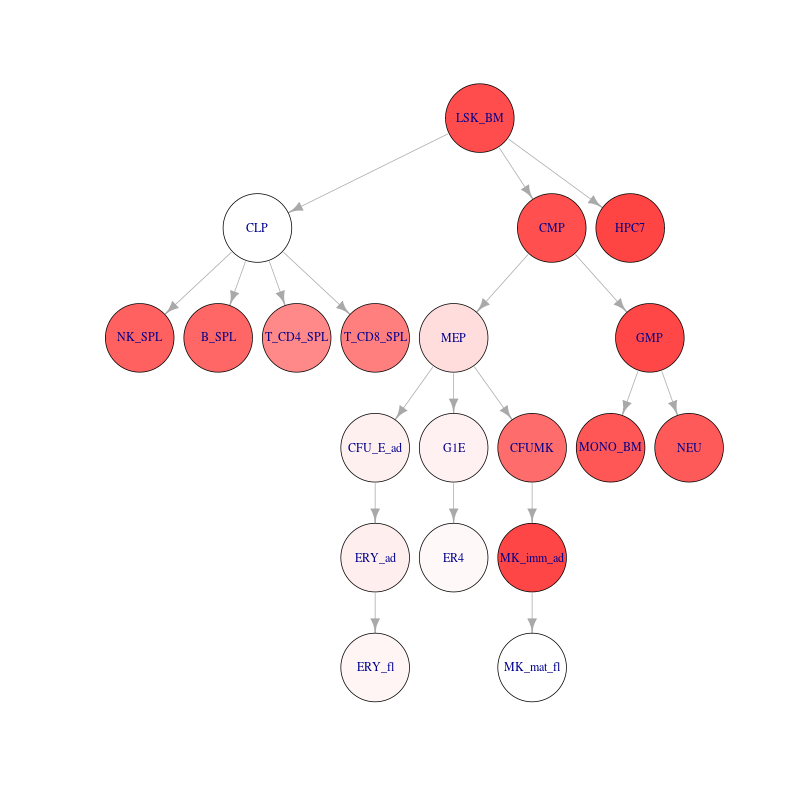 LSK_BM
CLP
CMP
HPC7
NK_SPL
B_SPL
T_CD4_SPL
T_CD8_SPL
MEP
GMP
CFU_E_ad
G1E
CFUMK
MONO_BM
NEU
ERY_ad
ER4
MK_imm_ad
ERY_fl
MK_mat_fl